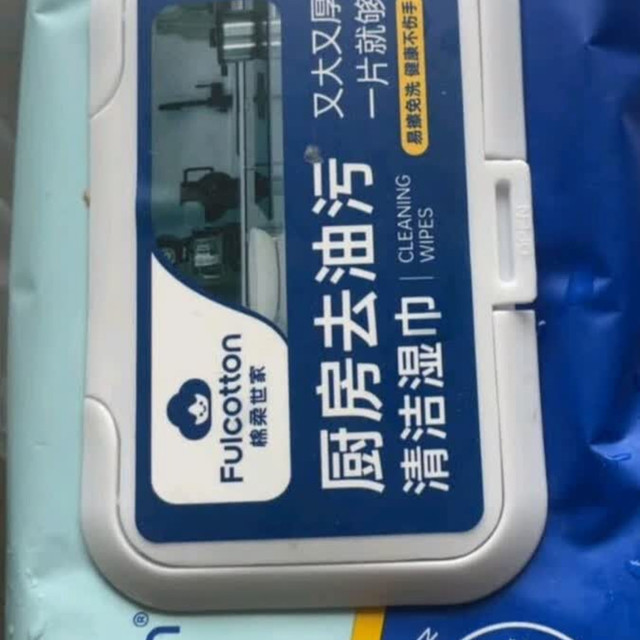 Fulcotton
棉柔世家
厨房去油污
清洁湿巾
CLEANING
WIPES
又大又厚
一片就够
易擦免洗 健康不伤手
OPEN